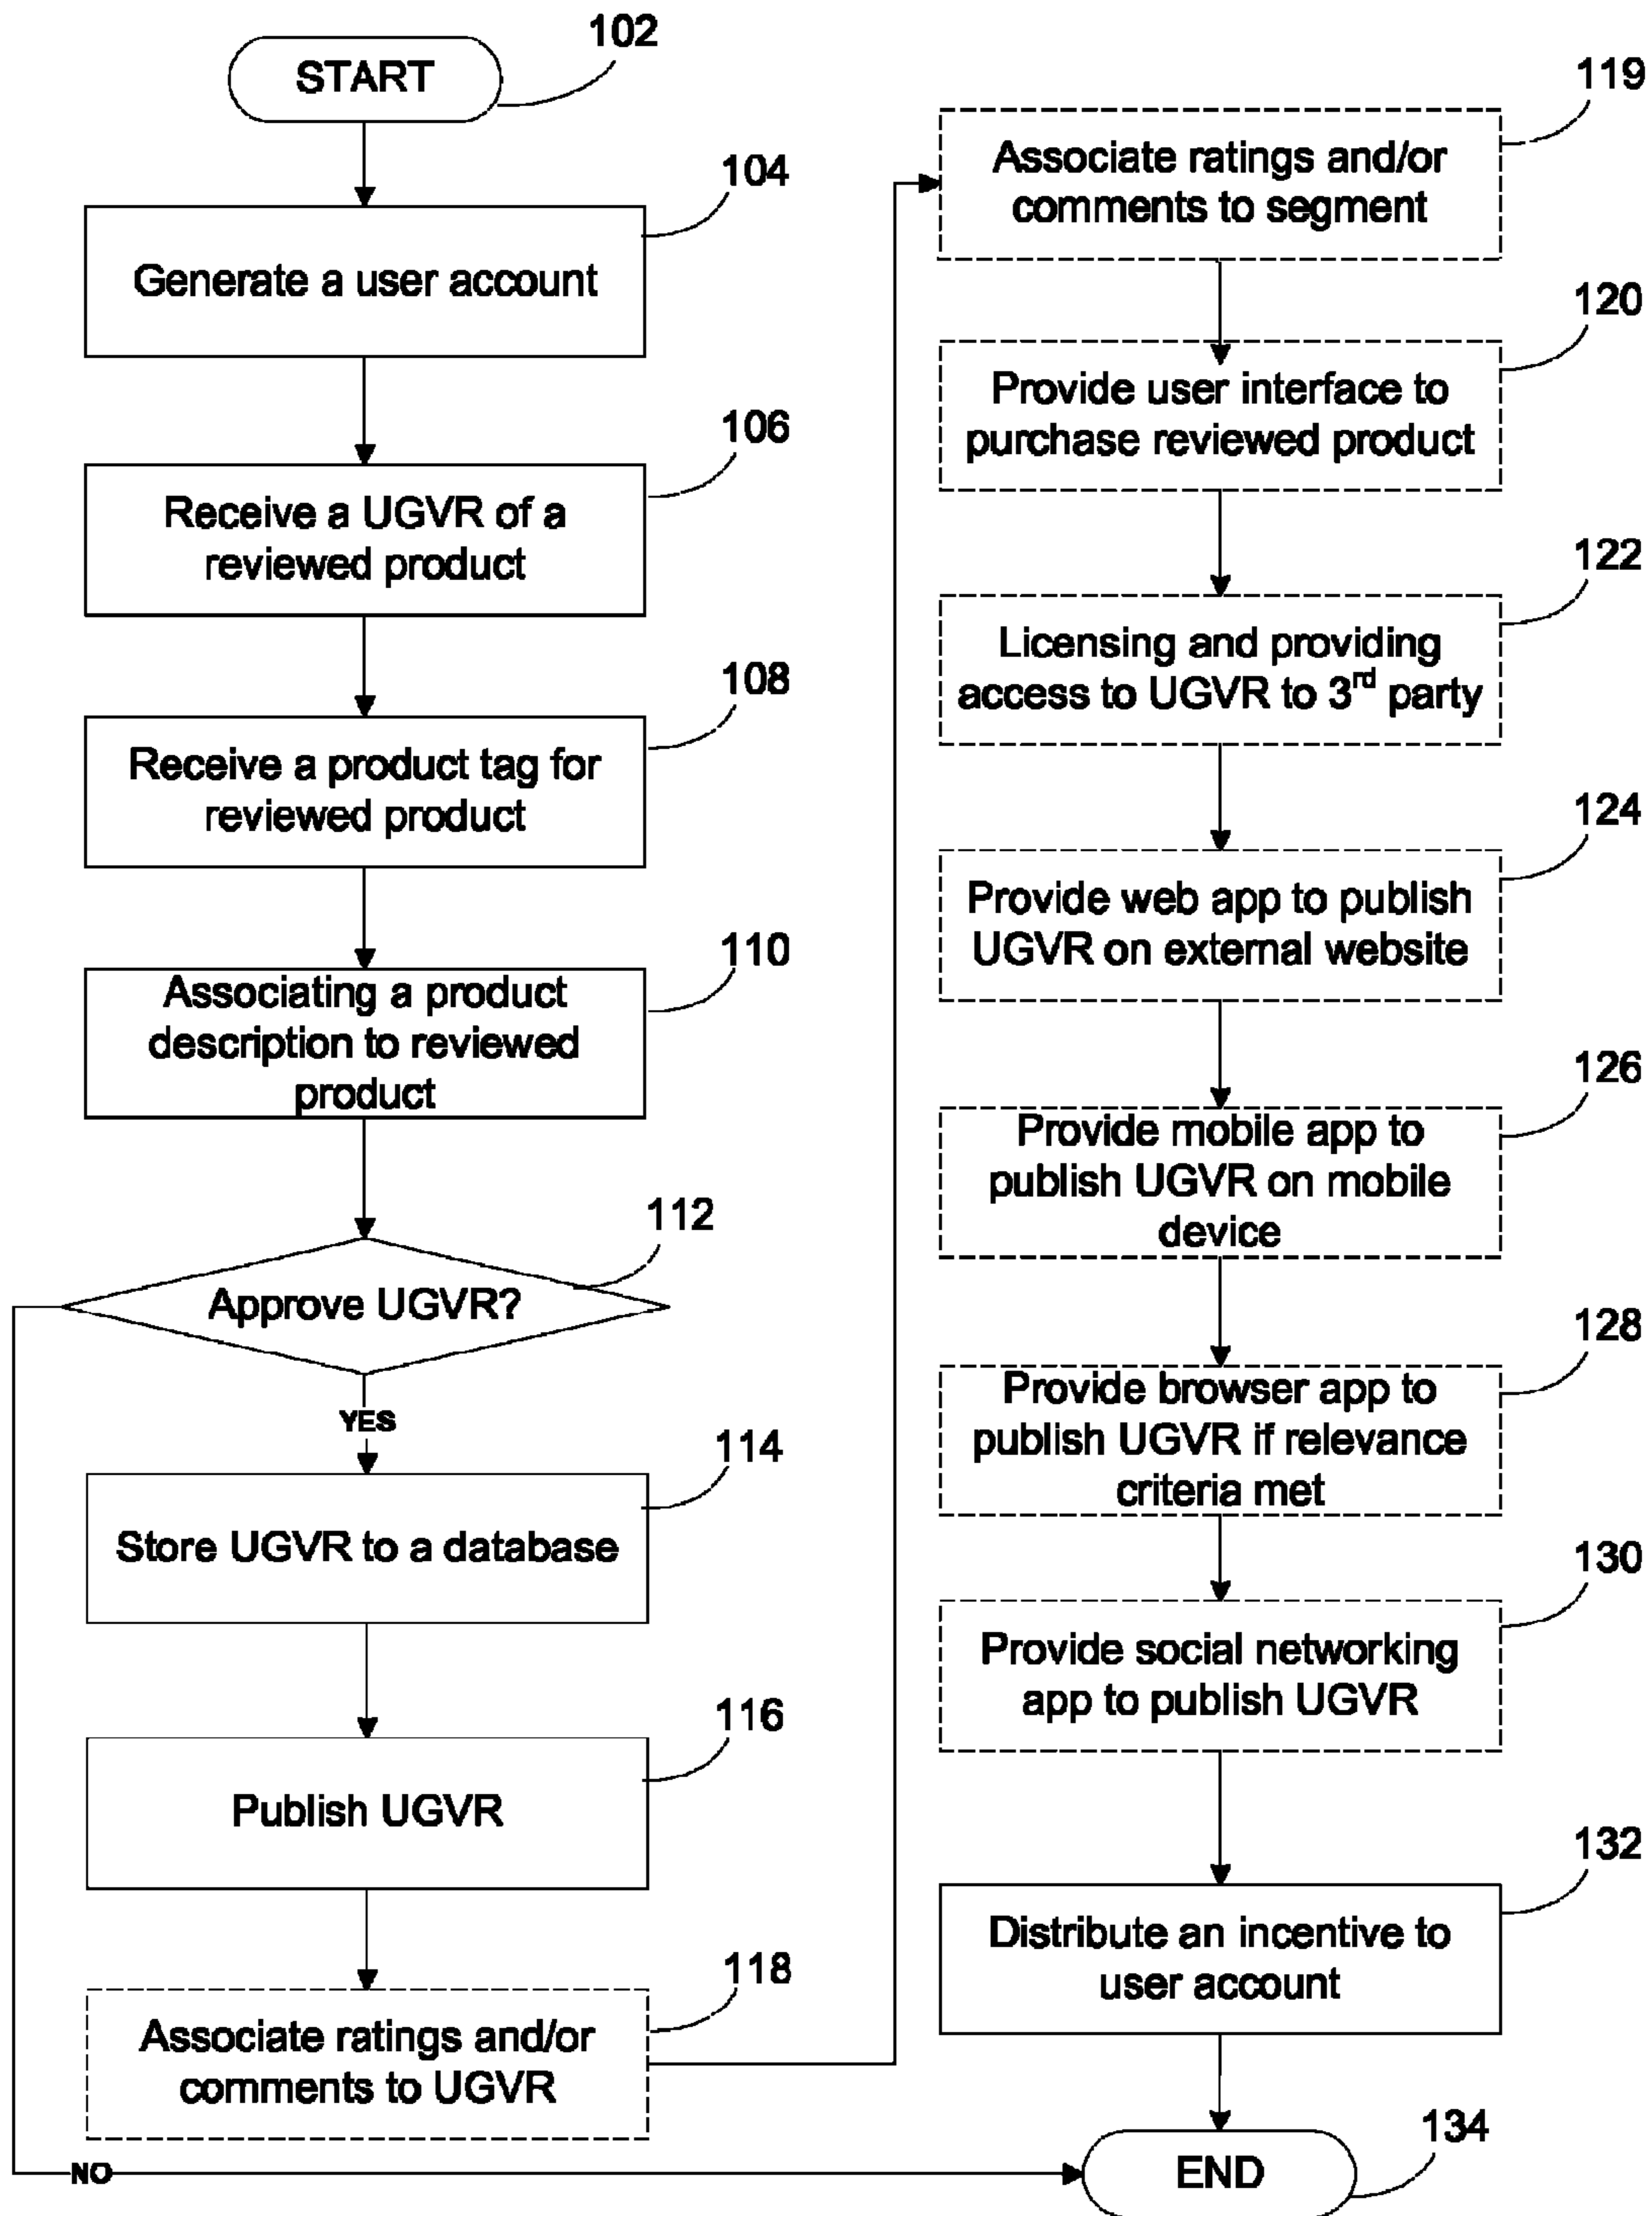 102
START
104
Generate a user account
106
Receive a UGVR of a
reviewed product
108
Receive a product tag for
reviewed product
110
Associating a product
description to reviewed
product
112
Approve UGVR?
YES
114
Store UGVR to a database
116
Publish UGVR
118
Associate ratings and/or
comments to UGVR
NO
119
Associate ratings and/or
comments to segment
120
Provide user interface to
purchase reviewed product
122
Licensing and providing
access to UGVR to 3rd party
124
Provide web app to publish
UGVR on external website
126
Provide mobile app to
publish UGVR on mobile
device
128
Provide browser app to
publish UGVR if relevance
criteria met
130
Provide social networking
app to publish UGVR
132
Distribute an incentive to
user account
134
END